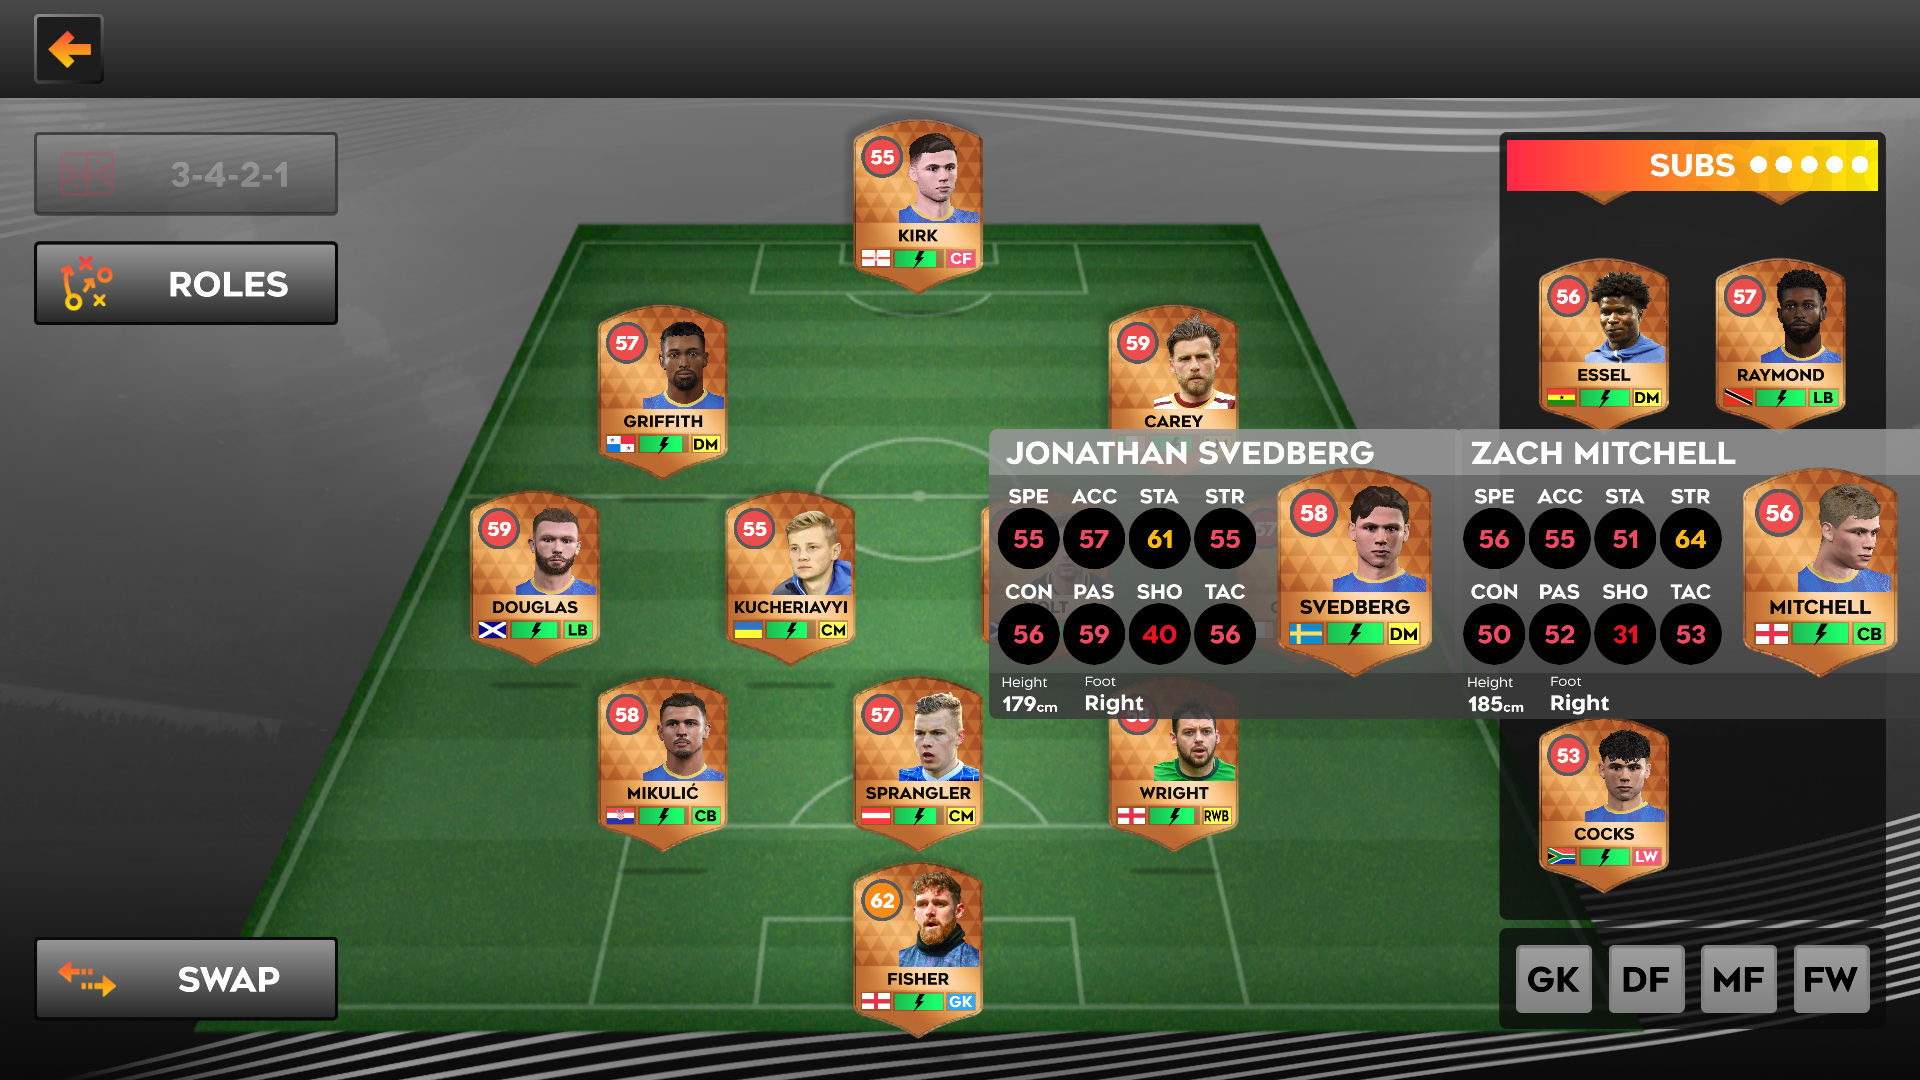 3-4-2-1
ROLES
SWAP
55
KIRK
CF
57
GRIFFITH
DM
59
CAREY
59
DOUGLAS
LB
55
KUCHERIAVYI
CM
58
MIKULIĆ
CB
57
SPRANGLER
CM
WRIGHT
RWB
62
FISHER
GK
JONATHAN SVEDBERG
SPE ACC STA STR
55 57 61 55
CON PAS SHO TAC
56 59 40 56
Height Foot
179cm Right
58
SVEDBERG
DM
ZACH MITCHELL
SPE ACC STA STR
56 55 51 64
CON PAS SHO TAC
50 52 31 53
Height Foot
185cm Right
56
MITCHELL
CB
SUBS
56
ESSEL
DM
57
RAYMOND
LB
53
COCKS
LW
GK DF MF FW